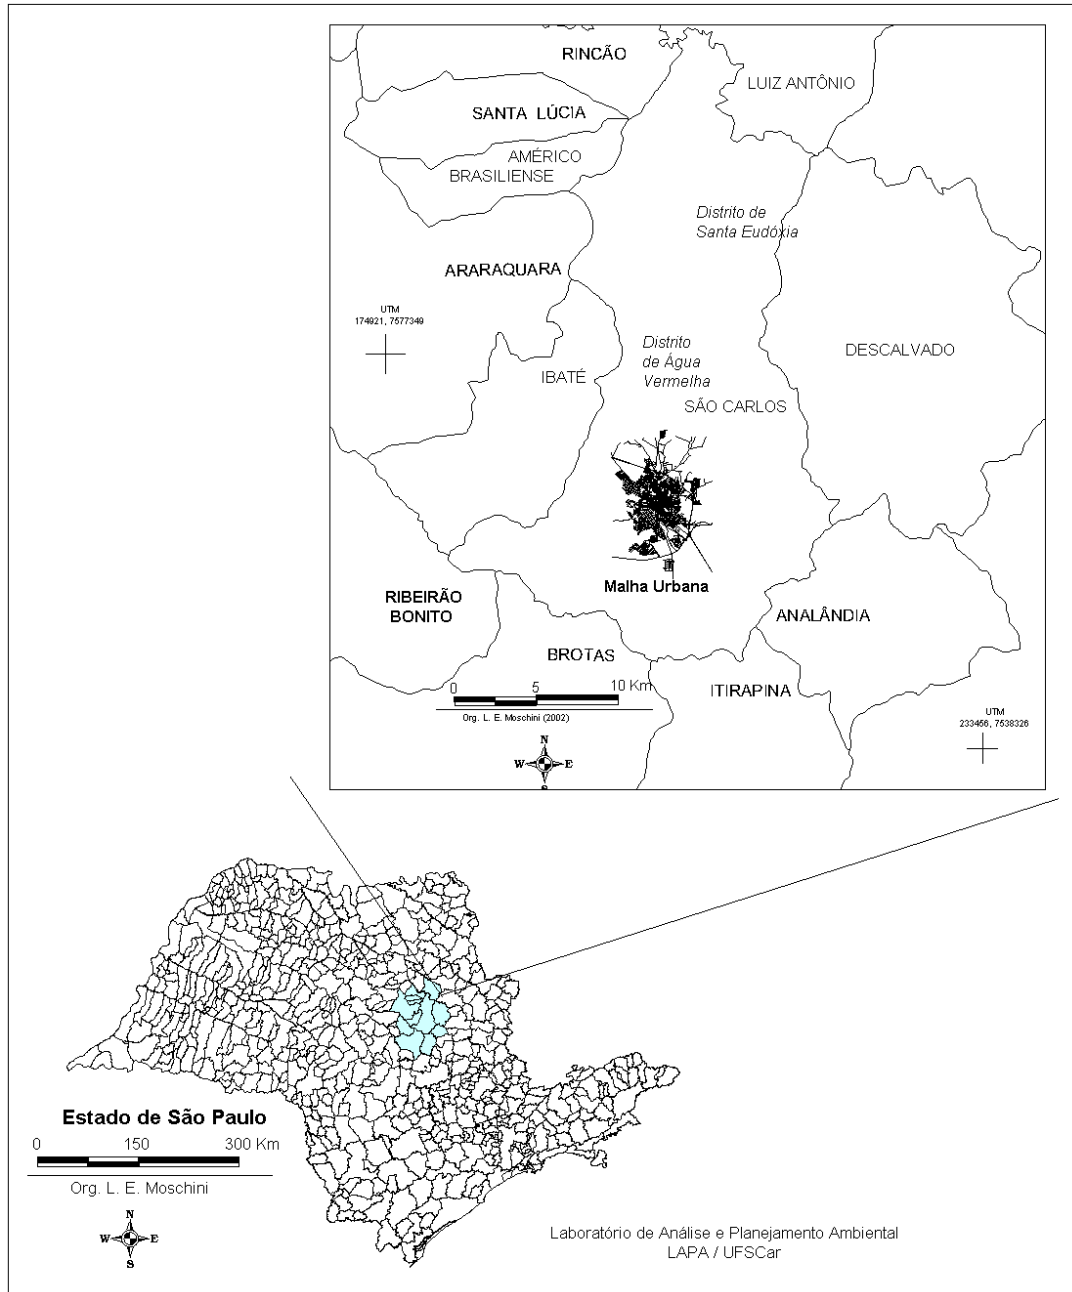 RINCÃO
LUIZ ANTÔNIO
SANTA LÚCIA
AMÉRICO
BRASILIENSE
Distrito de
Santa Eudóxia
ARARAQUARA
UTM
174921, 7577349
Distrito
de Água
Vermelha
DESCALVADO
IBATÉ
SÃO CARLOS
Malha Urbana
RIBEIRÃO
BONITO
ANALÂNDIA
BROTAS
ITIRAPINA
0 5 10 Km
Org. L. E. Moschini (2002)
UTM
233456, 7538326
N
W E
S
Estado de São Paulo
0 150 300 Km
Org. L. E. Moschini
N
W E
S
Laboratório de Análise e Planejamento Ambiental
LAPA / UFSCar